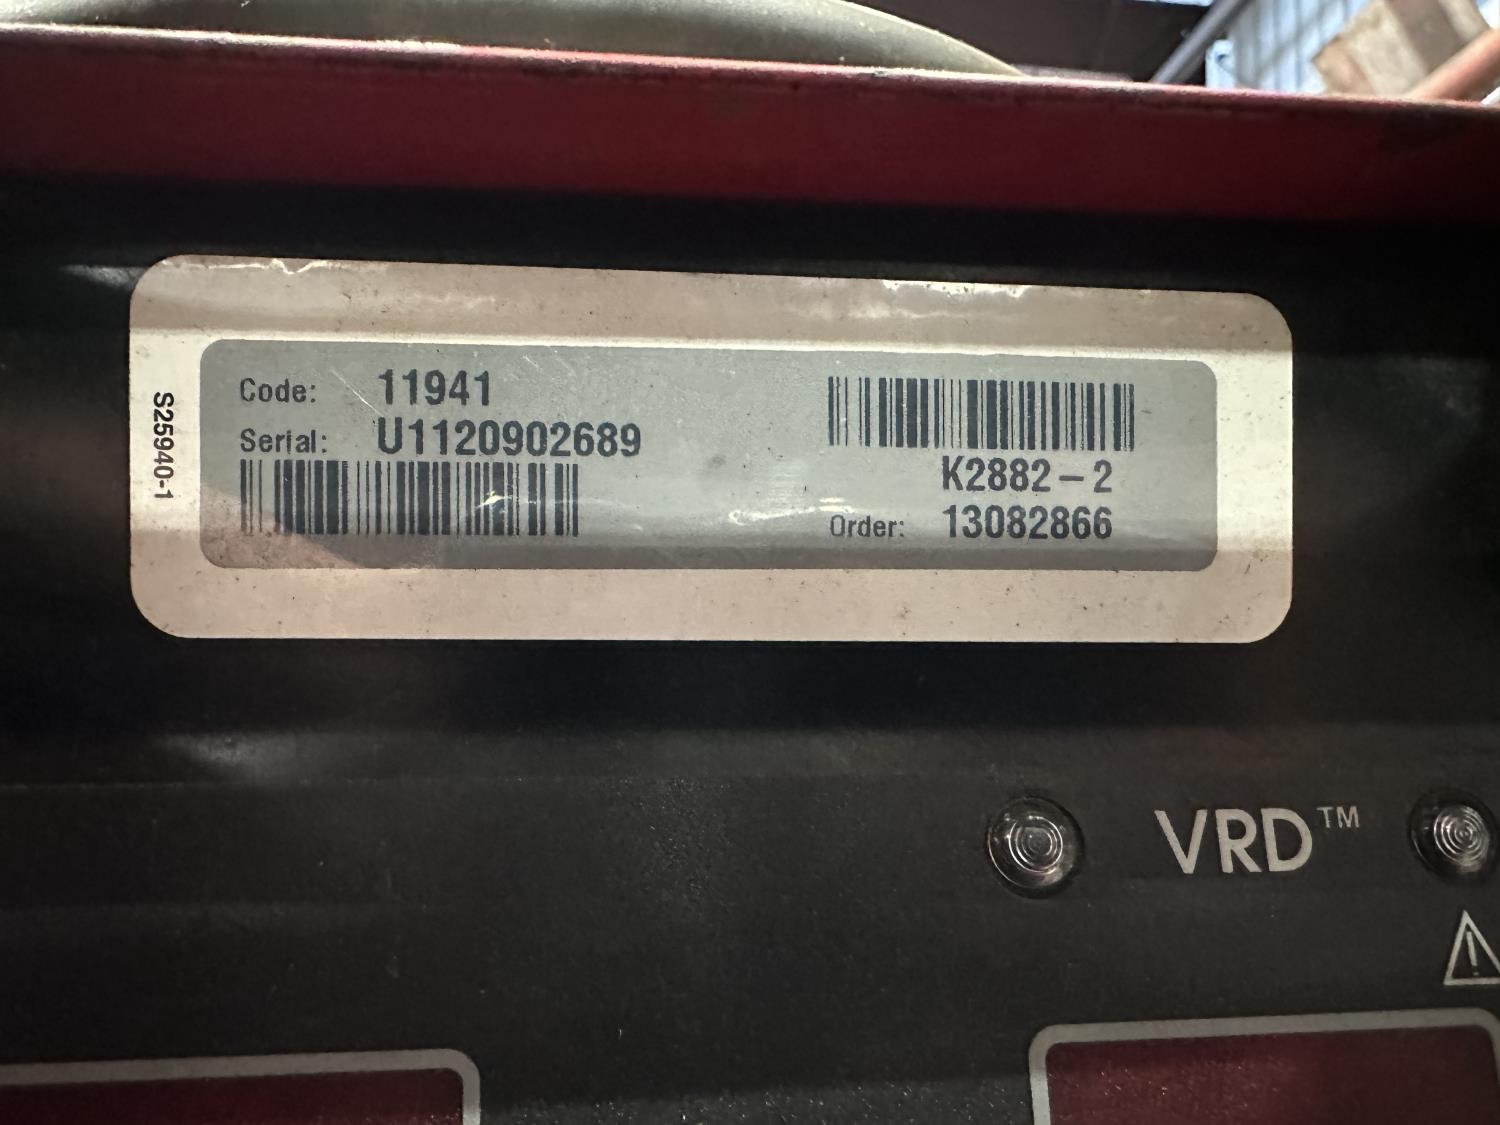 S25940-1
Code: 11941
Serial: U1120902689
K2882-2
Order: 13082866
VRD™